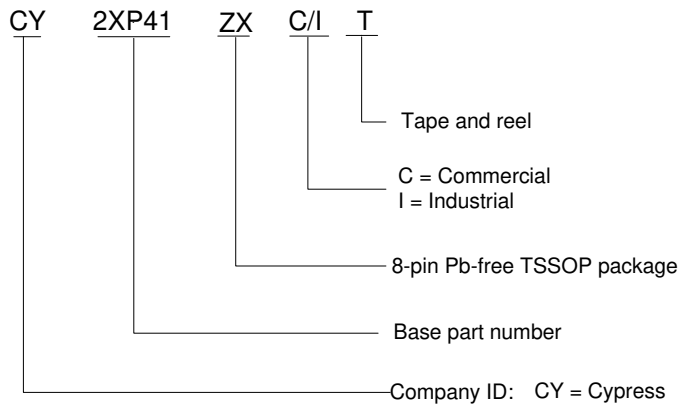 CY 2XP41 ZX C/I T
Tape and reel
C = Commercial
I = Industrial
8-pin Pb-free TSSOP package
Base part number
Company ID: CY = Cypress